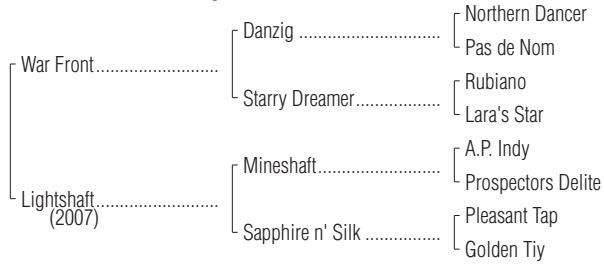 Northern Dancer
Danzig
Pas de Nom
War Front
Rubiano
Starry Dreamer
Lara's Star
A.P. Indy
Mineshaft
Prospectors Delite
Lightshaft
(2007)
Pleasant Tap
Sapphire n' Silk
Golden Tiy